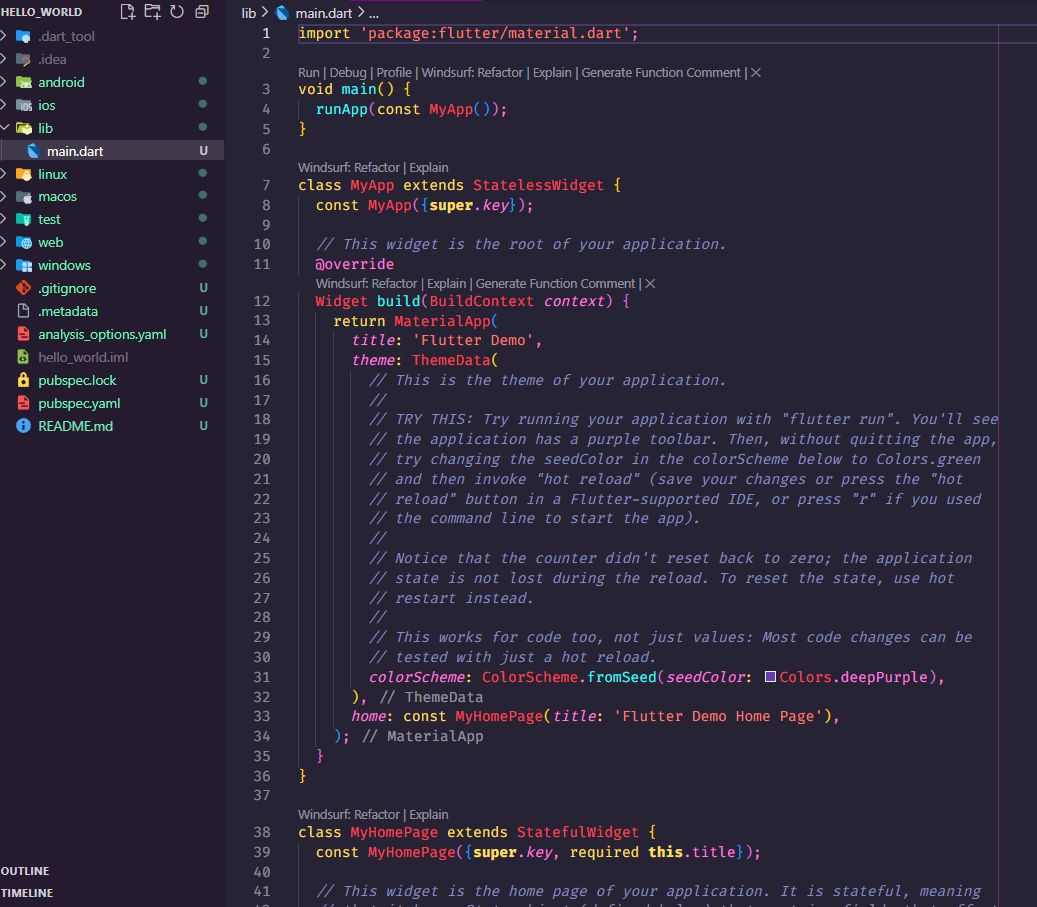 HELLO_WORLD
.dart_tool
.idea
android
ios
lib
main.dart U
linux
macos
test
web
windows
.gitignore U
.metadata U
analysis_options.yaml U
hello_world.iml
pubspec.lock U
pubspec.yaml U
README.md U
OUTLINE
TIMELINE
lib > main.dart > ...
1 import 'package:flutter/material.dart';
2
Run | Debug | Profile | Windsurf: Refactor | Explain | Generate Function Comment | ×
3 void main() {
4   runApp(const MyApp());
5 }
6
Windsurf: Refactor | Explain
7 class MyApp extends StatelessWidget {
8   const MyApp({super.key});
9
10   // This widget is the root of your application.
11   @override
Windsurf: Refactor | Explain | Generate Function Comment | ×
12   Widget build(BuildContext context) {
13     return MaterialApp(
14       title: 'Flutter Demo',
15       theme: ThemeData(
16         // This is the theme of your application.
17         //
18         // TRY THIS: Try running your application with "flutter run". You'll see
19         // the application has a purple toolbar. Then, without quitting the app,
20         // try changing the seedColor in the colorScheme below to Colors.green
21         // and then invoke "hot reload" (save your changes or press the "hot
22         // reload" button in a Flutter-supported IDE, or press "r" if you used
23         // the command line to start the app).
24         //
25         // Notice that the counter didn't reset back to zero; the application
26         // state is not lost during the reload. To reset the state, use hot
27         // restart instead.
28         //
29         // This works for code too, not just values: Most code changes can be
30         // tested with just a hot reload.
31         colorScheme: ColorScheme.fromSeed(seedColor: Colors.deepPurple),
32       ), // ThemeData
33       home: const MyHomePage(title: 'Flutter Demo Home Page'),
34     ); // MaterialApp
35   }
36 }
37
Windsurf: Refactor | Explain
38 class MyHomePage extends StatefulWidget {
39   const MyHomePage({super.key, required this.title});
40
41   // This widget is the home page of your application. It is stateful, meaning